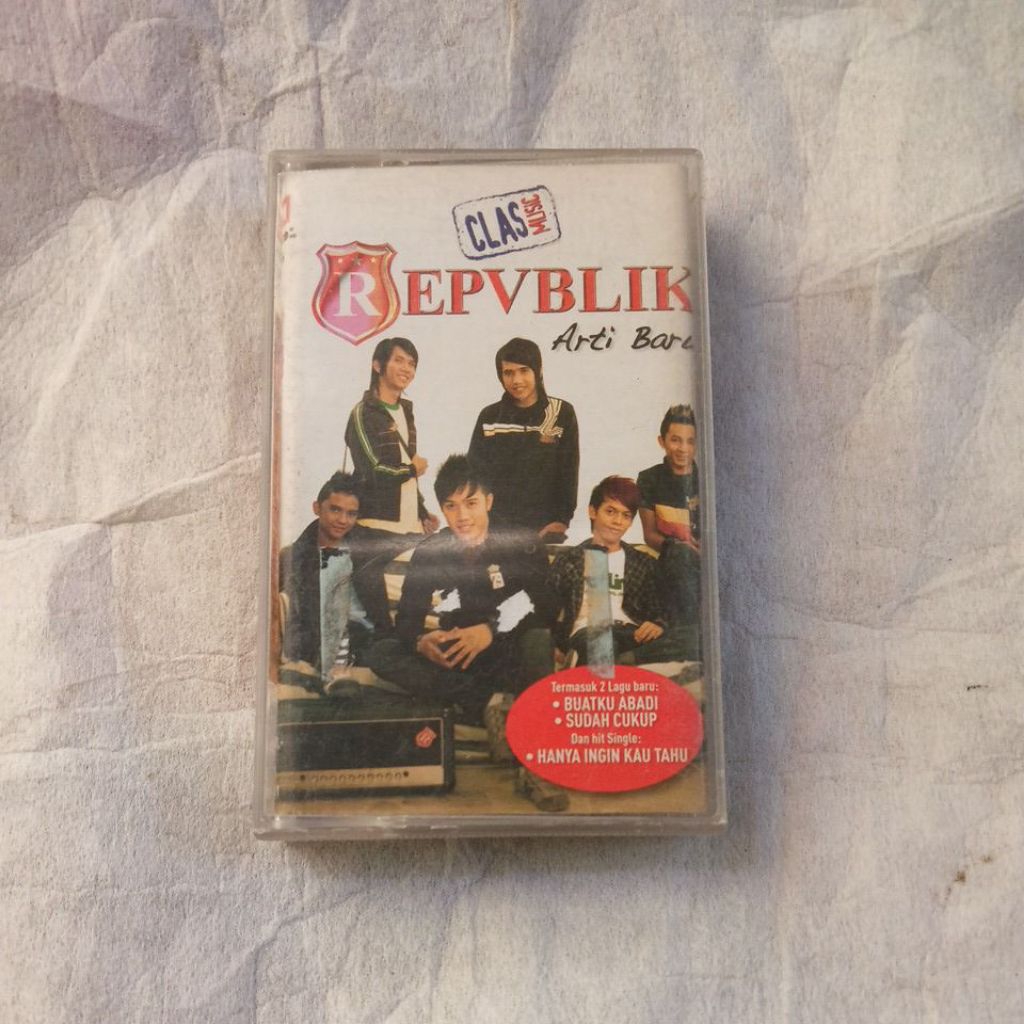 CLAS MUSIC
REPVBLIK
Arti Baru
Termasuk 2 Lagu baru:
• BUATKU ABADI
• SUDAH CUKUP
Dan hit Single:
• HANYA INGIN KAU TAHU